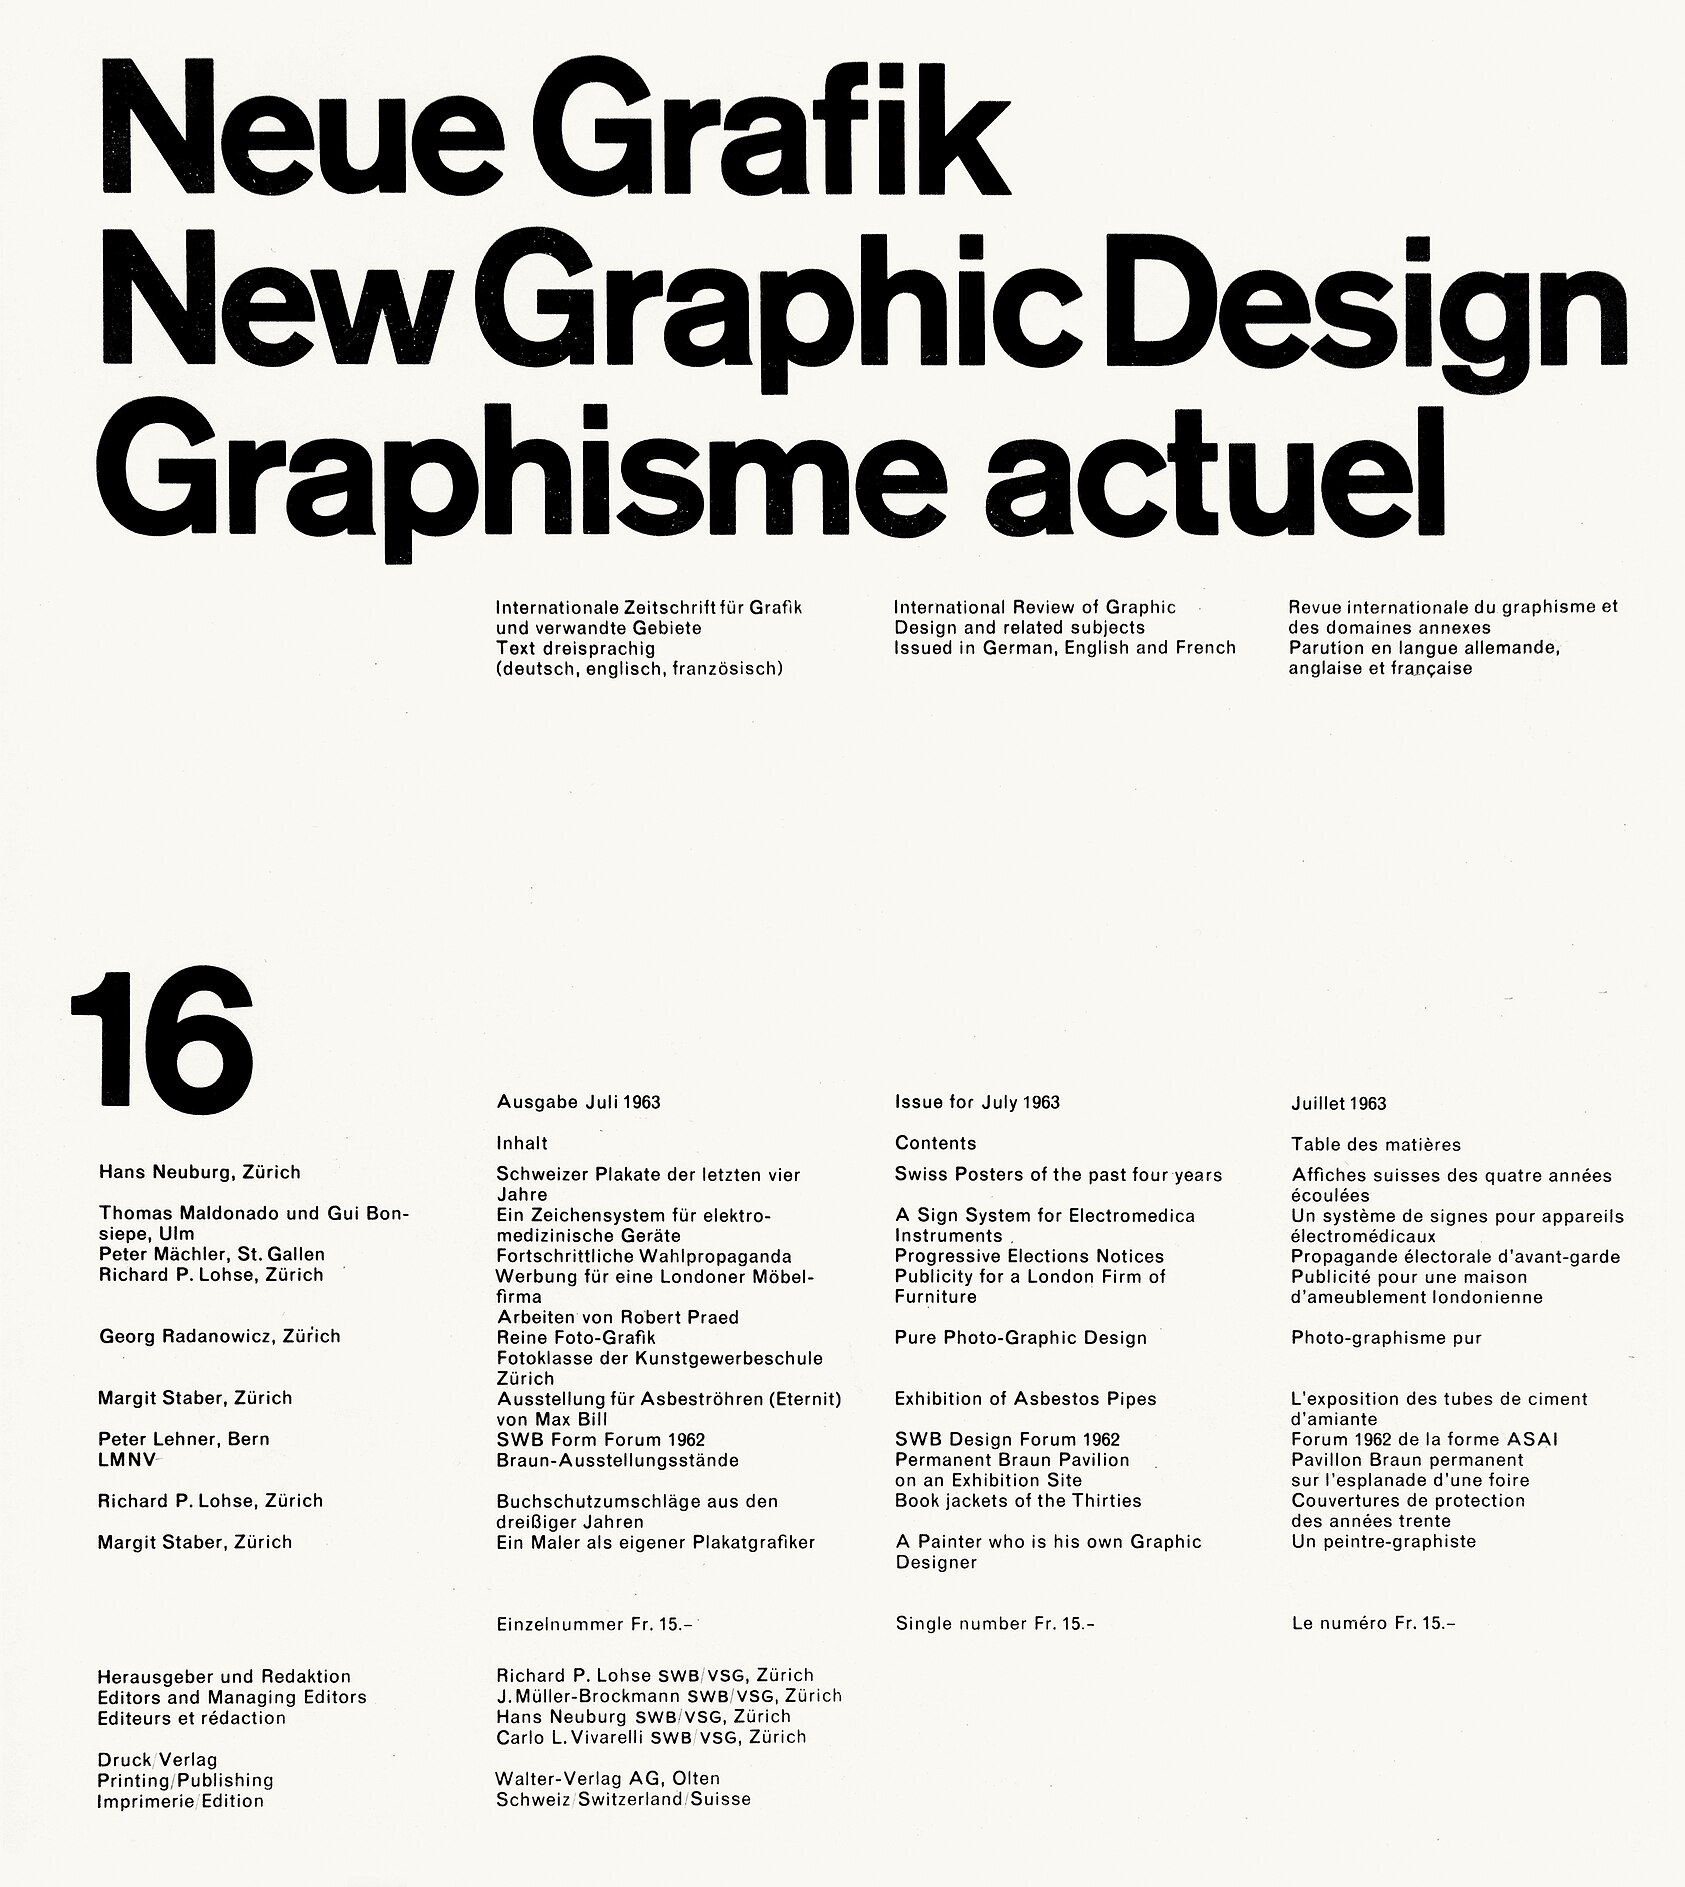 Neue Grafik
New Graphic Design
Graphisme actuel
Internationale Zeitschrift für Grafik
und verwandte Gebiete
Text dreisprachig
(deutsch, englisch, französisch)
International Review of Graphic
Design and related subjects
Issued in German, English and French
Revue internationale du graphisme et
des domaines annexes
Parution en langue allemande,
anglaise et française
16
Ausgabe Juli 1963
Issue for July 1963
Juillet 1963
Inhalt
Contents
Table des matières
Hans Neuburg, Zürich
Schweizer Plakate der letzten vier
Jahre
Swiss Posters of the past four years
Affiches suisses des quatre années
écoulées
Thomas Maldonado und Gui Bon-
siepe, Ulm
Ein Zeichensystem für elektro-
medizinische Geräte
A Sign System for Electromedica
Instruments
Un système de signes pour appareils
électromédicaux
Peter Mächler, St. Gallen
Fortschrittliche Wahlpropaganda
Progressive Elections Notices
Propagande électorale d'avant-garde
Richard P. Lohse, Zürich
Werbung für eine Londoner Möbel-
firma
Arbeiten von Robert Praed
Publicity for a London Firm of
Furniture
Publicité pour une maison
d'ameublement londonienne
Georg Radanowicz, Zürich
Reine Foto-Grafik
Fotoklasse der Kunstgewerbeschule
Zürich
Pure Photo-Graphic Design
Photo-graphisme pur
Margit Staber, Zürich
Ausstellung für Asbeströhren (Eternit)
von Max Bill
Exhibition of Asbestos Pipes
L'exposition des tubes de ciment
d'amiante
Peter Lehner, Bern
SWB Form Forum 1962
SWB Design Forum 1962
Forum 1962 de la forme ASAI
LMNV
Braun-Ausstellungsstände
Permanent Braun Pavilion
on an Exhibition Site
Pavillon Braun permanent
sur l'esplanade d'une foire
Richard P. Lohse, Zürich
Buchschutzumschläge aus den
dreißiger Jahren
Book jackets of the Thirties
Couvertures de protection
des années trente
Margit Staber, Zürich
Ein Maler als eigener Plakatgrafiker
A Painter who is his own Graphic
Designer
Un peintre-graphiste
Einzelnummer Fr. 15.–
Single number Fr. 15.–
Le numéro Fr. 15.–
Herausgeber und Redaktion
Editors and Managing Editors
Editeurs et rédaction
Richard P. Lohse SWB/VSG, Zürich
J. Müller-Brockmann SWB/VSG, Zürich
Hans Neuburg SWB/VSG, Zürich
Carlo L. Vivarelli SWB/VSG, Zürich
Druck/Verlag
Printing/Publishing
Imprimerie/Edition
Walter-Verlag AG, Olten
Schweiz/Switzerland/Suisse